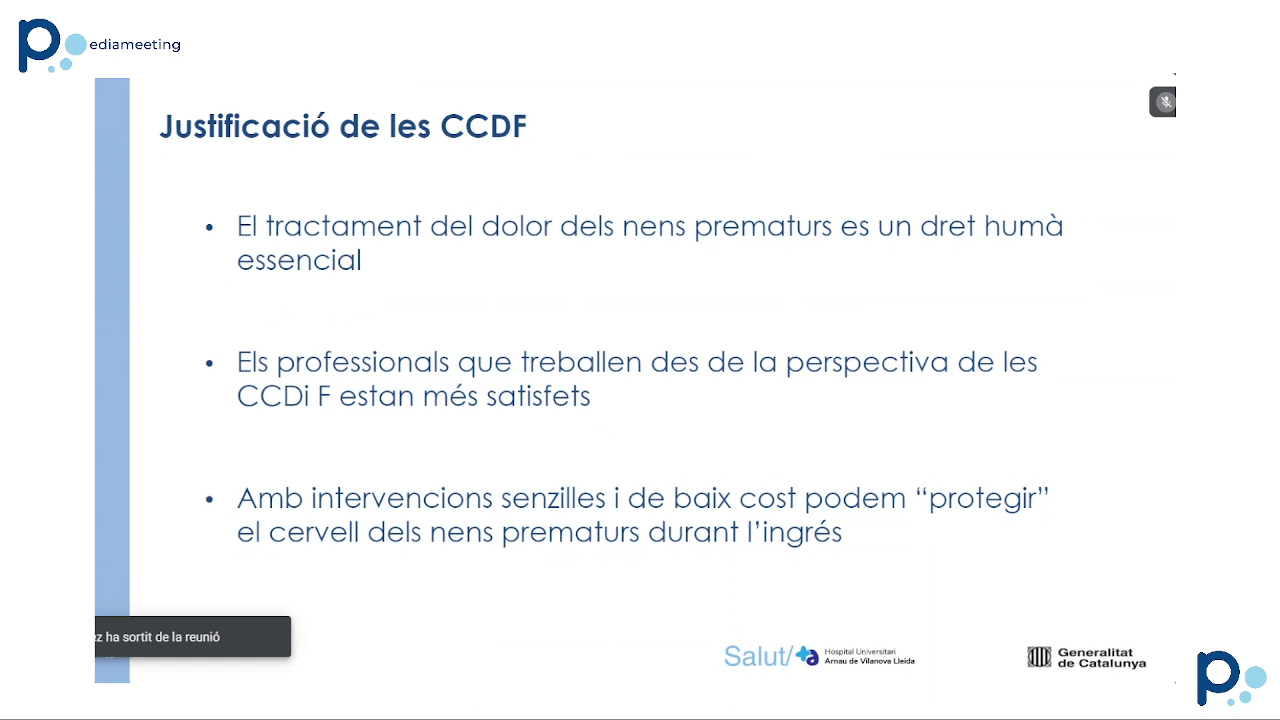 pediameeting
Justificació de les CCDF
• El tractament del dolor dels nens prematurs es un dret humà
essencial
• Els professionals que treballen des de la perspectiva de les
CCDi F estan més satisfets
• Amb intervencions senzilles i de baix cost podem “protegir”
el cervell dels nens prematurs durant l’ingrés
ez ha sortit de la reunió
Salut/ Hospital Universitari
Arnau de Vilanova Lleida
Generalitat
de Catalunya
p